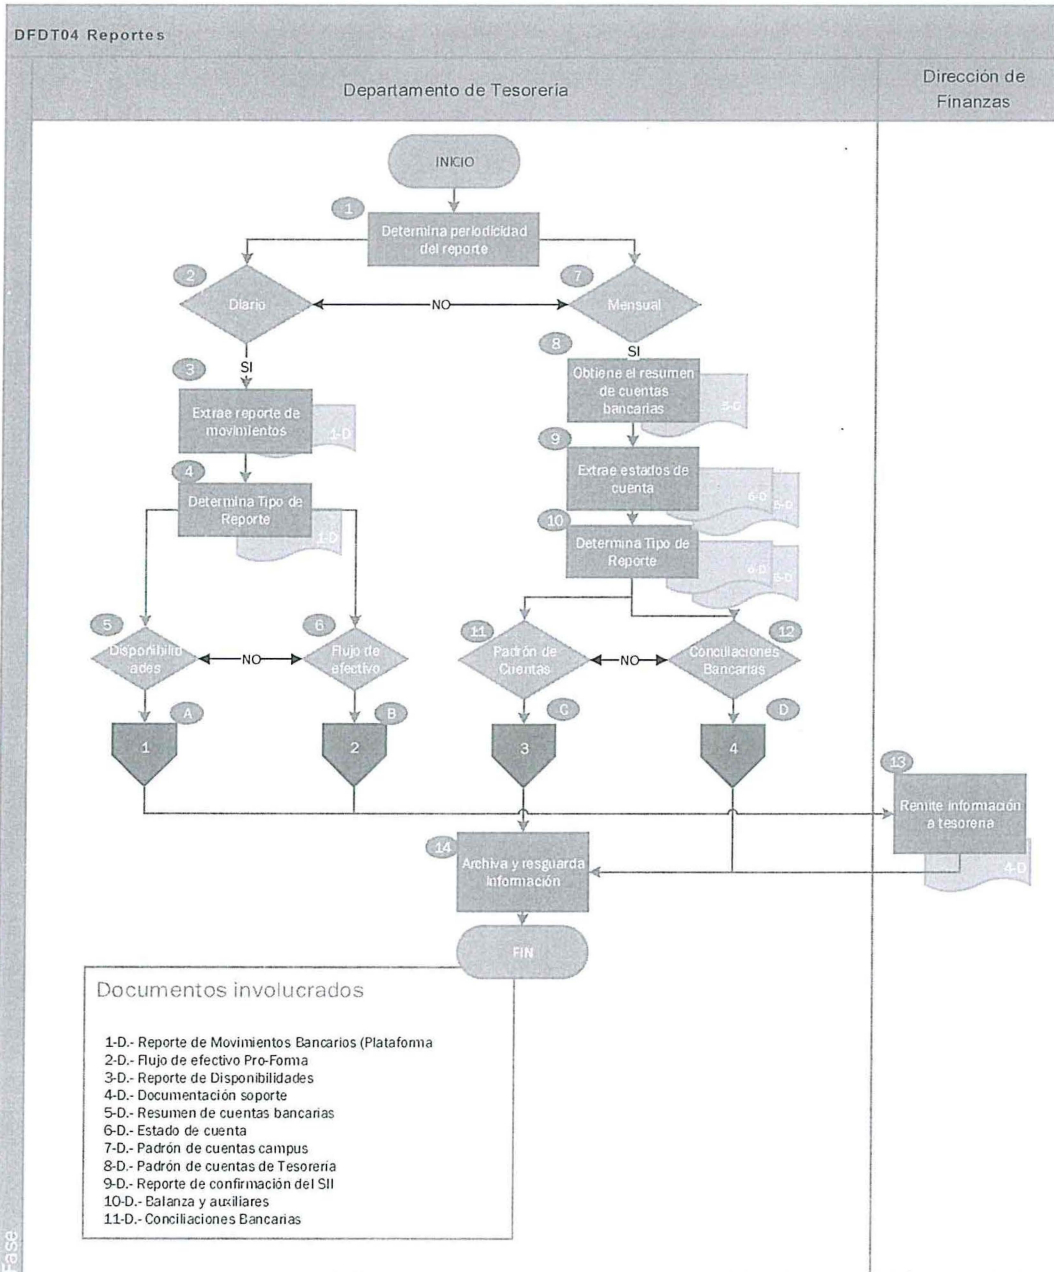 DFDT04 Reportes
Departamento de Tesorería
Dirección de
Finanzas
INICIO
1
Determina periodicidad
del reporte
2
Diario
NO
7
Mensual
SI
3
Extrae reporte de
movimientos
1-D
SI
8
Obtiene el resumen
de cuentas
bancarias
5-D
9
Extrae estados de
cuenta
6-D
5-D
4
Determina Tipo de
Reporte
1-D
10
Determina Tipo de
Reporte
6-D
5-D
5
Disponibilid
ades
NO
6
Flujo de
efectivo
11
Padrón de
Cuentas
NO
12
Conciliaciones
Bancarias
A
1
B
2
C
3
D
4
13
Remite información
a tesorería
4-D
14
Archiva y resguarda
Información
FIN
Documentos involucrados
1-D.- Reporte de Movimientos Bancarios (Plataforma
2-D.- Flujo de efectivo Pro-Forma
3-D.- Reporte de Disponibilidades
4-D.- Documentación soporte
5-D.- Resumen de cuentas bancarias
6-D.- Estado de cuenta
7-D.- Padrón de cuentas campus
8-D.- Padrón de cuentas de Tesorería
9-D.- Reporte de confirmación del SII
10-D.- Balanza y auxiliares
11-D.- Conciliaciones Bancarias
Fase